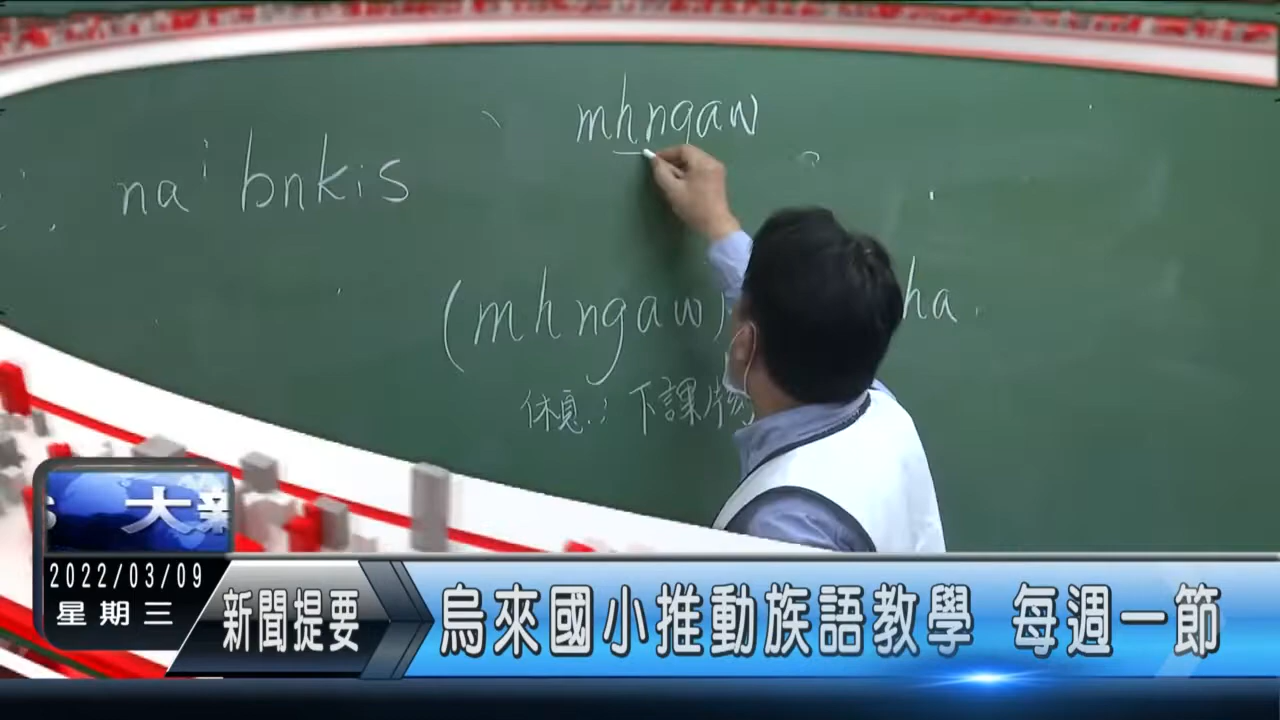 mhngaw
na' bnkis
(mhngaw) ha.
休息: 下課
大新
2022/03/09
星期三
新聞提要
烏來國小推動族語教學 每週一節